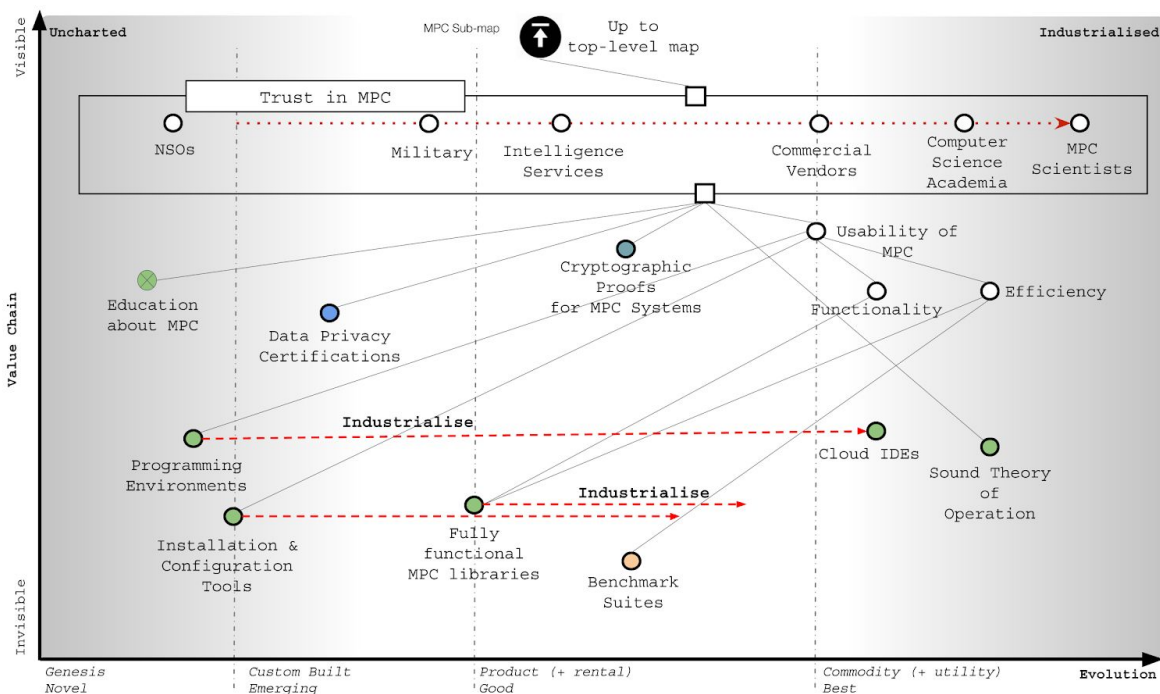 Visible
Uncharted
MPC Sub-map
Up to
top-level map
Industrialised
Trust in MPC
NSOs
Military
Intelligence
Services
Commercial
Vendors
Computer
Science
Academia
MPC
Scientists
Usability of
MPC
Cryptographic
Proofs
for MPC Systems
Education
about MPC
Data Privacy
Certifications
Functionality
Efficiency
Value Chain
Industrialise
Programming
Environments
Cloud IDEs
Sound Theory
of
Operation
Industrialise
Installation &
Configuration
Tools
Fully
functional
MPC libraries
Benchmark
Suites
Invisible
Genesis
Novel
Custom Built
Emerging
Product (+ rental)
Good
Commodity (+ utility)
Best
Evolution